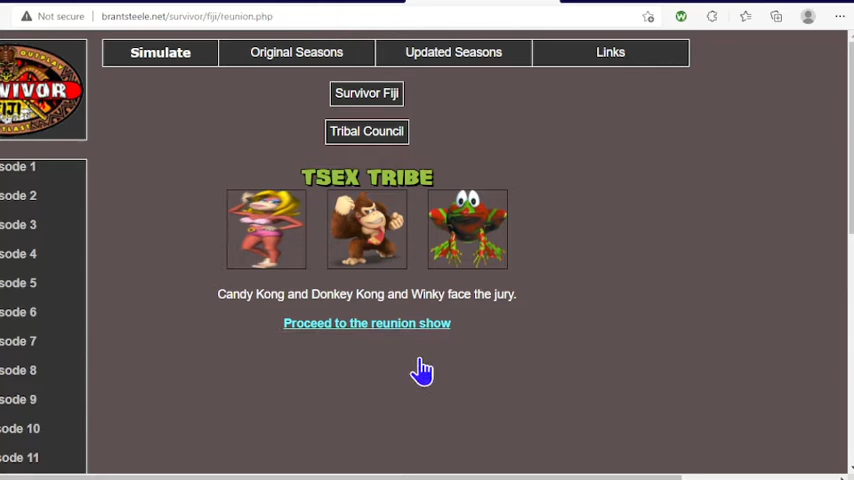 Not secure
brantsteele.net/survivor/fiji/reunion.php
Simulate
Original Seasons
Updated Seasons
Links
Survivor Fiji
Tribal Council
TSEX TRIBE
Candy Kong and Donkey Kong and Winky face the jury.
Proceed to the reunion show
VIVOR
FIJI
sode 1
sode 2
sode 3
sode 4
sode 5
sode 6
sode 7
sode 8
sode 9
sode 10
sode 11